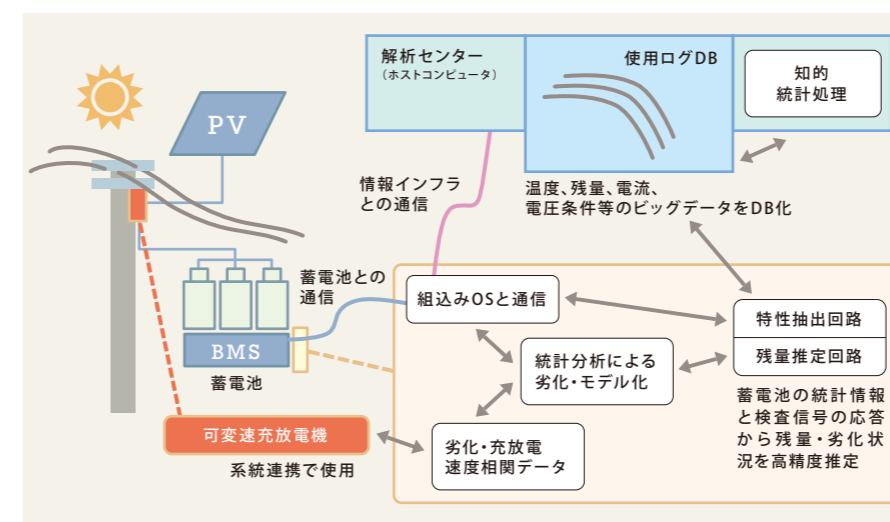 解析センター
（ホストコンピュータ）
使用ログDB
知的
統計処理
PV
情報インフラ
との通信
温度、残量、電流、
電圧条件等のビッグデータをDB化
蓄電池との
通信
組込みOSと通信
特性抽出回路
残量推定回路
BMS
蓄電池
統計分析による
劣化・モデル化
蓄電池の統計情報
と検査信号の応答
から残量・劣化状
況を高精度推定
可変速充放電機
系統連携で使用
劣化・充放電
速度相関データ